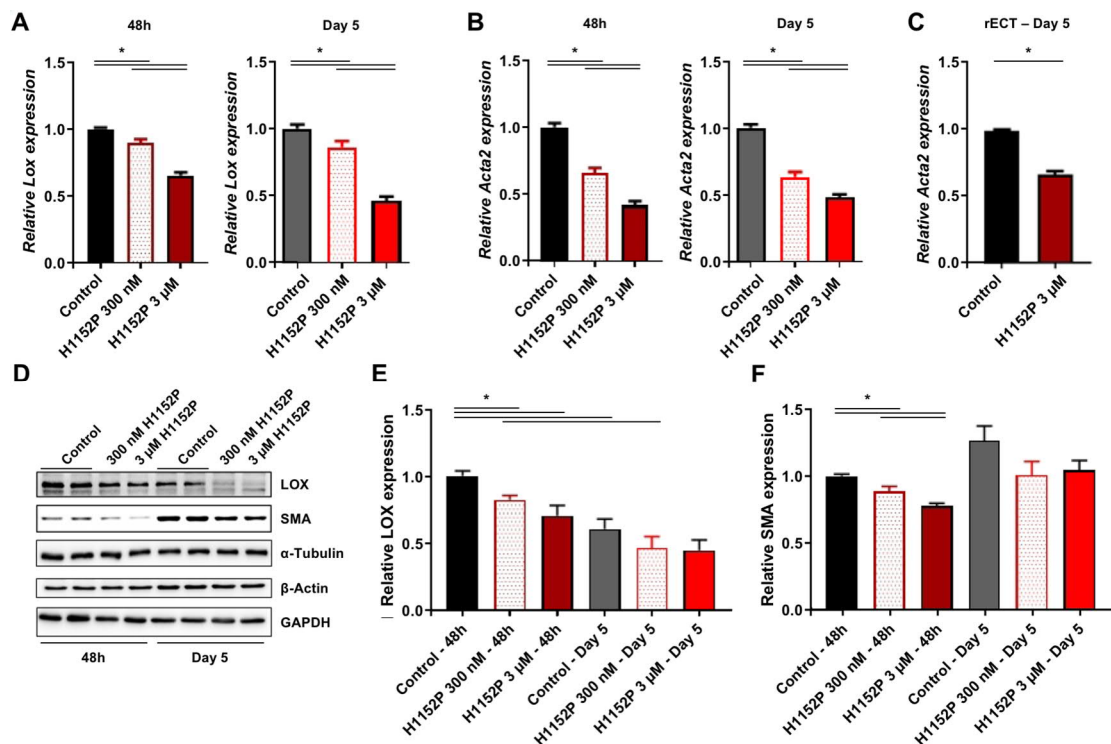 A
48h
*
Relative Lox expression
1.5
1.0
0.5
0.0
Control
H1152P 300 nM
H1152P 3 µM
Day 5
*
Relative Lox expression
1.5
1.0
0.5
0.0
Control
H1152P 300 nM
H1152P 3 µM
B
48h
*
Relative Acta2 expression
1.5
1.0
0.5
0.0
Control
H1152P 300 nM
H1152P 3 µM
Day 5
*
Relative Acta2 expression
1.5
1.0
0.5
0.0
Control
H1152P 300 nM
H1152P 3 µM
C
rECT – Day 5
*
Relative Acta2 expression
1.5
1.0
0.5
0.0
Control
H1152P 3 µM
D
Control
300 nM H1152P
3 µM H1152P
Control
300 nM H1152P
3 µM H1152P
LOX
SMA
α-Tubulin
β-Actin
GAPDH
48h
Day 5
E
*
Relative LOX expression
1.5
1.0
0.5
0.0
Control - 48h
H1152P 300 nM - 48h
H1152P 3 µM - 48h
Control - Day 5
H1152P 300 nM - Day 5
H1152P 3 µM - Day 5
F
*
Relative SMA expression
1.5
1.0
0.5
0.0
Control - 48h
H1152P 300 nM - 48h
H1152P 3 µM - 48h
Control - Day 5
H1152P 300 nM - Day 5
H1152P 3 µM - Day 5